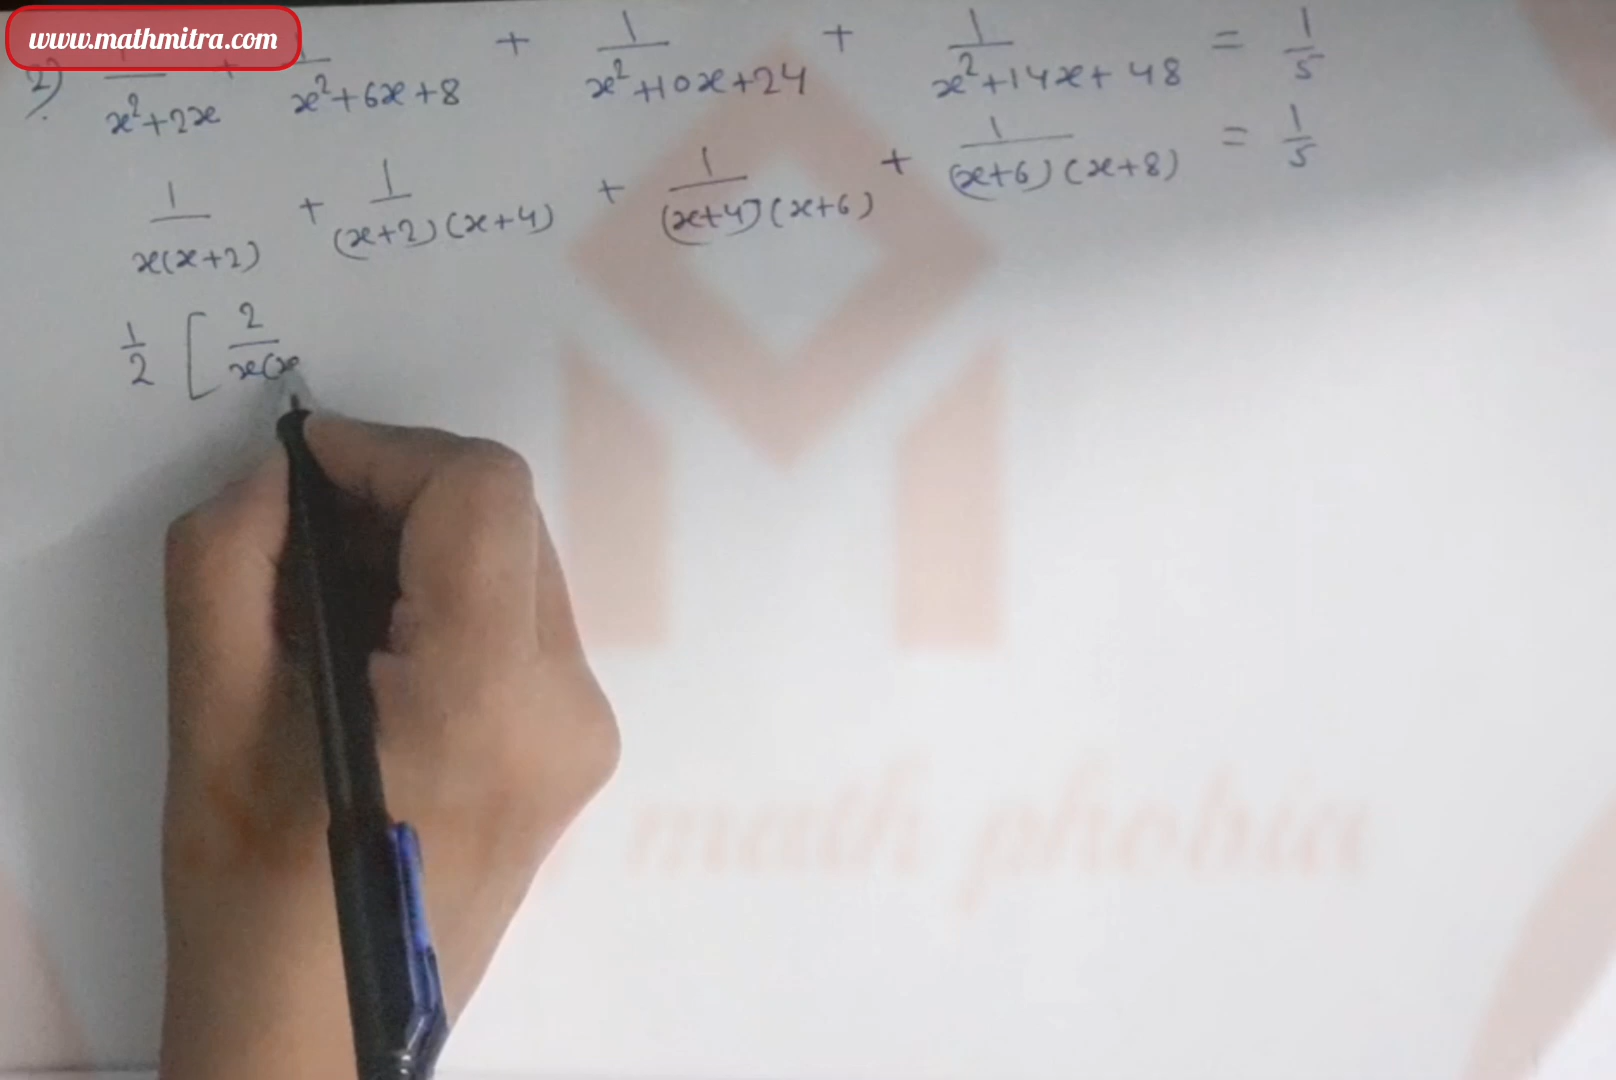 www.mathmitra.com
2) 1/x²+2x + 1/x²+6x+8 + 1/x²+10x+24 + 1/x²+14x+48 = 1/5
1/x(x+2) + 1/(x+2)(x+4) + 1/(x+4)(x+6) + 1/(x+6)(x+8) = 1/5
1/2 [ 2/x(x
math phobia